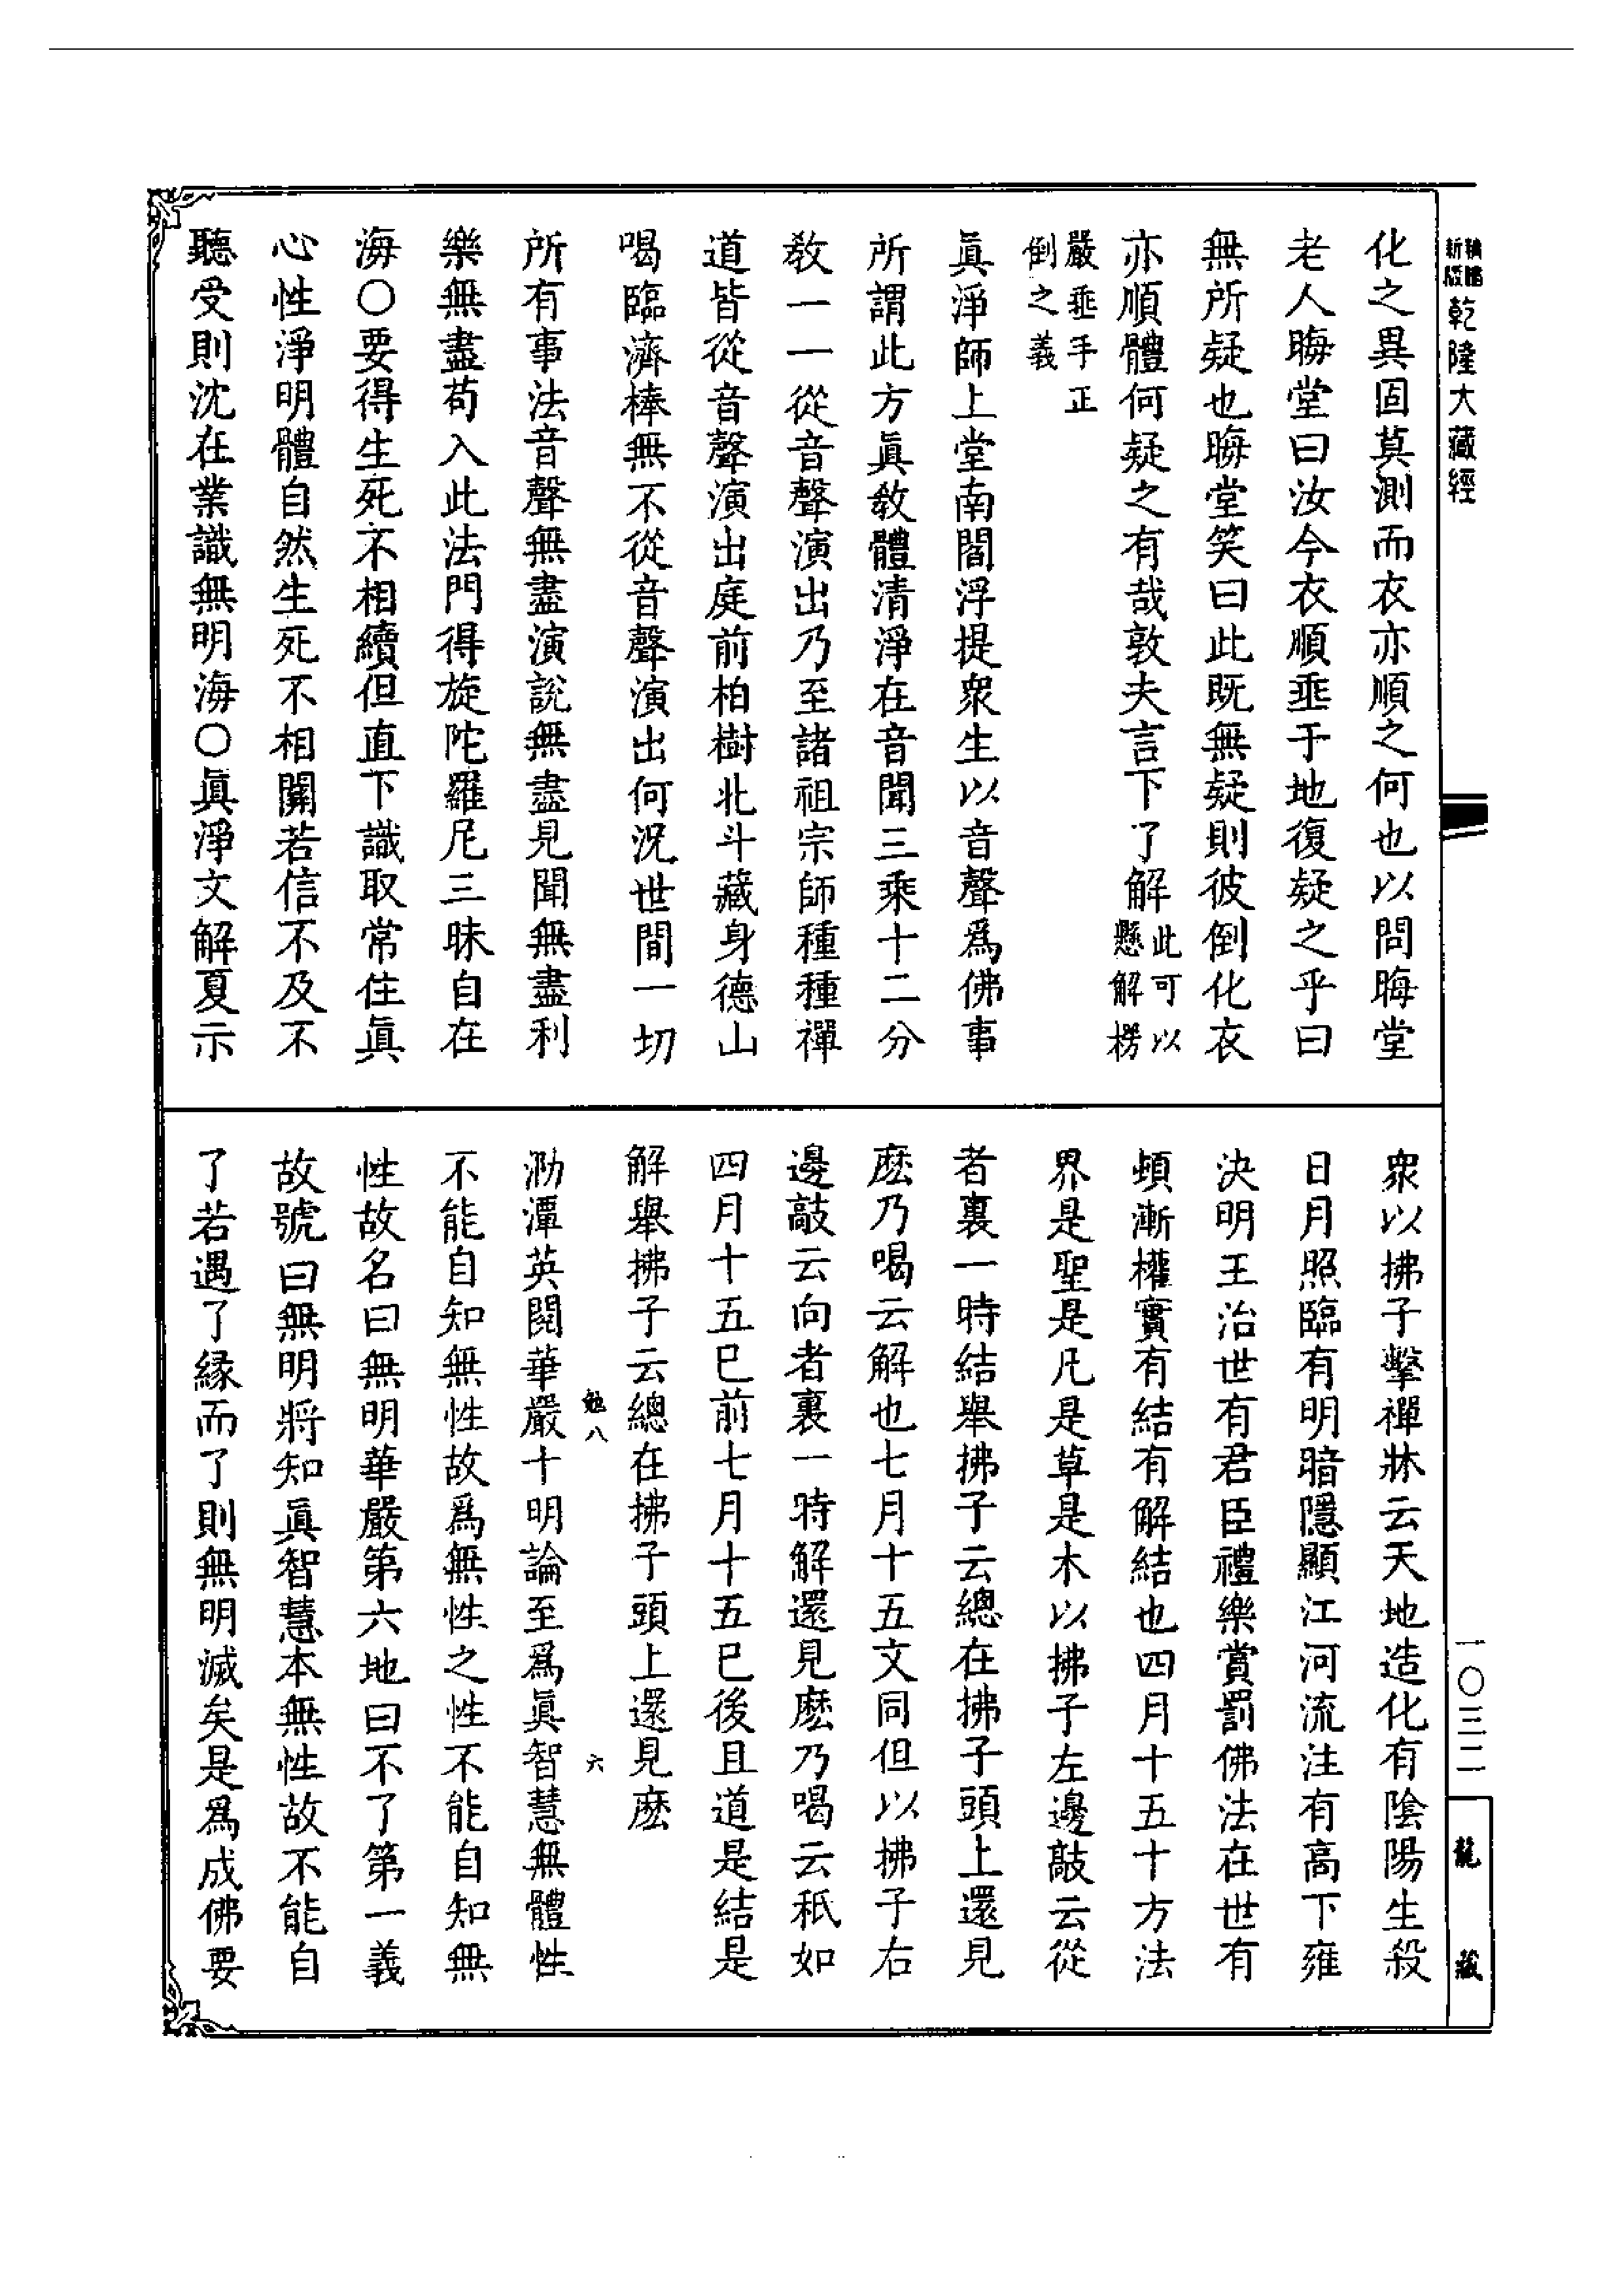 新版
乾隆大藏經
化之異固莫測而衣亦順之何也以問晦堂
老人晦堂曰汝今衣順垂于地復疑之乎曰
無所疑也晦堂笑曰此既無疑則彼倒化衣
亦順體何疑之有哉敦夫言下了解此可以懸解楞
嚴垂手正倒之義
眞淨師上堂南閻浮提衆生以音聲爲佛事
所謂此方眞教體清淨在音聞三乘十二分
教一一從音聲演出乃至諸祖宗師種種禪
道皆從音聲演出庭前柏樹北斗藏身德山
喝臨濟棒無不從音聲演出何況世間一切
所有事法音聲無盡演說無盡見聞無盡利
樂無盡苟入此法門得旋陀羅尼三昧自在
海○要得生死不相續但直下識取常住眞
心性淨明體自然生死不相關若信不及不
聽受則沈在業識無明海○眞淨文解夏示
衆以拂子擊禪牀云天地造化有陰陽生殺
日月照臨有明暗隱顯江河流注有高下雍
決明王治世有君臣禮樂賞罰佛法在世有
頓漸權實有結有解結也四月十五十方法
界是聖是凡是草是木以拂子左邊敲云從
者裏一時結舉拂子云總在拂子頭上還見
麽乃喝云解也七月十五文同但以拂子右
邊敲云向者裏一時解還見麽乃喝云秖如
四月十五巳前七月十五巳後且道是結是
解舉拂子云總在拂子頭上還見麽
勉八 六
泐潭英閱華嚴十明論至爲眞智慧無體性
不能自知無性故爲無性之性不能自知無
性故名曰無明華嚴第六地曰不了第一義
故號曰無明將知眞智慧本無性故不能自
了若遇了緣而了則無明滅矣是爲成佛要
一〇三二
龍藏